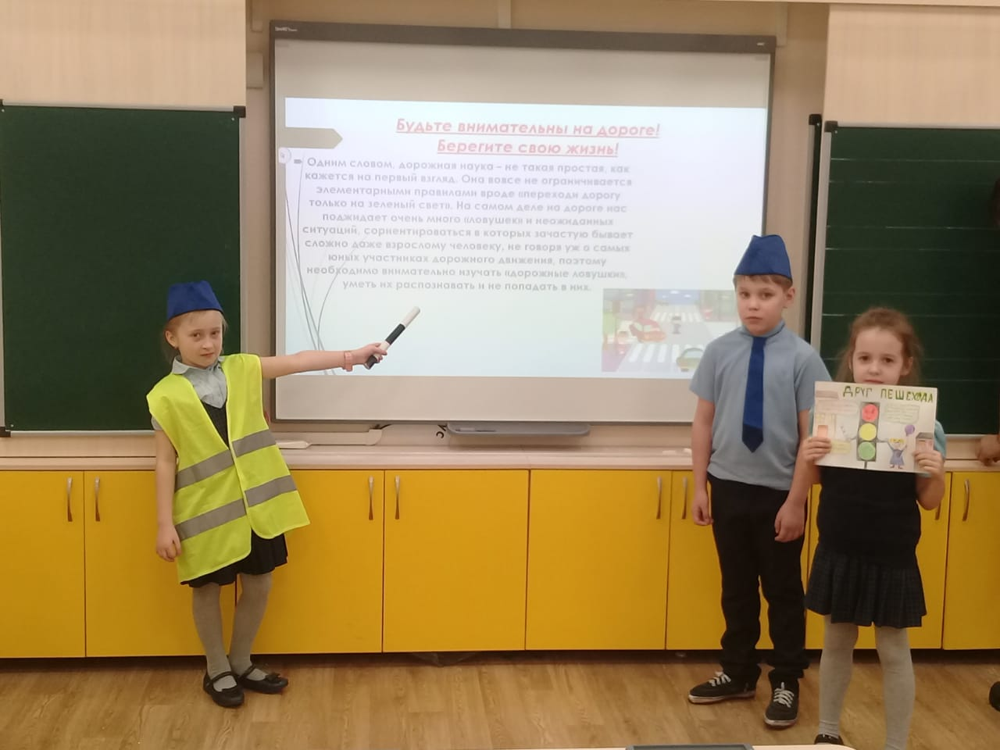 Будьте внимательны на дороге!
Берегите свою жизнь!
Одним словом, дорожная наука – не такая простая, как
кажется на первый взгляд. Она вовсе не ограничивается
элементарными правилами вроде «переходи дорогу
только на зеленый свет». На самом деле на дороге нас
поджидает очень много «ловушек» и неожиданных
ситуаций, сориентироваться в которых зачастую бывает
сложно даже взрослому человеку, не говоря уж о самых
юных участниках дорожного движения, поэтому
необходимо внимательно изучать «дорожные ловушки»,
уметь их распознавать и не попадать в них.
ДРУГ ПЕШЕХОДА